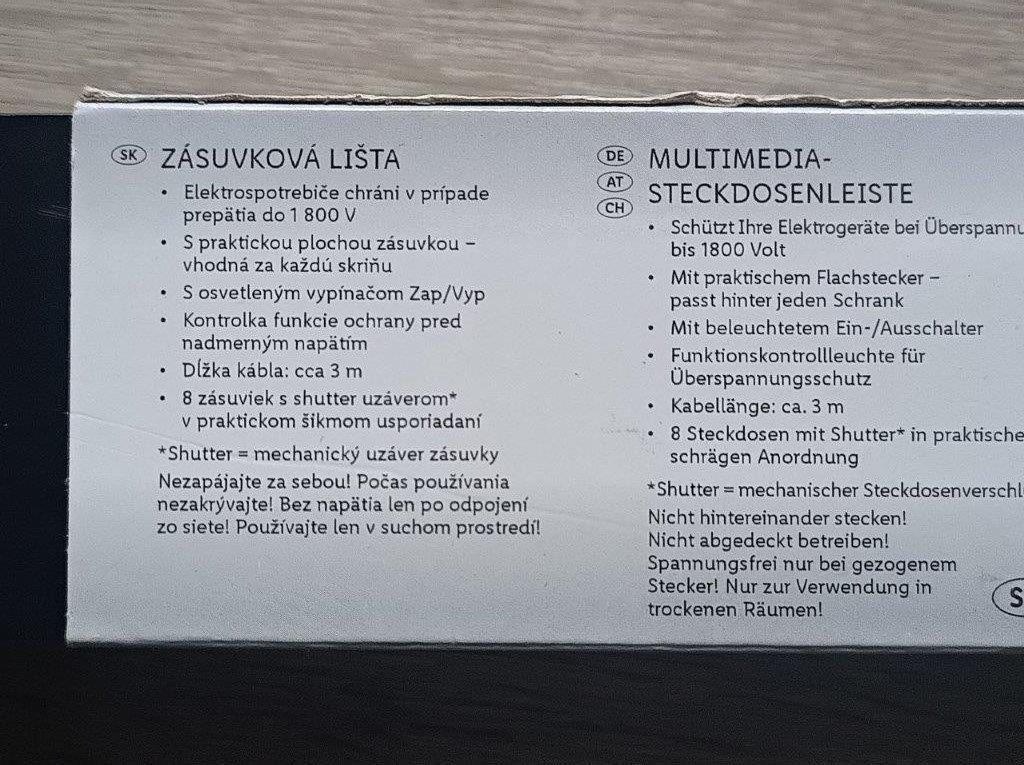 SK ZÁSUVKOVÁ LIŠTA
• Elektrospotrebiče chráni v prípade
prepätia do 1 800 V
• S praktickou plochou zásuvkou –
vhodná za každú skriňu
• S osvetleným vypínačom Zap/Vyp
• Kontrolka funkcie ochrany pred
nadmerným napätím
• Dĺžka kábla: cca 3 m
• 8 zásuviek s shutter uzáverom*
v praktickom šikmom usporiadaní
*Shutter = mechanický uzáver zásuvky
Nezapájajte za sebou! Počas používania
nezakrývajte! Bez napätia len po odpojení
zo siete! Používajte len v suchom prostredí!
DE MULTIMEDIA-
AT STECKDOSENLEISTE
CH
• Schützt Ihre Elektrogeräte bei
bis 1800 Volt
• Mit praktischem Flachstecker –
passt hinter jeden Schrank
• Mit beleuchtetem Ein-/Ausschalter
• Funktionskontrollleuchte für
Überspannungsschutz
• Kabellänge: ca. 3 m
• 8 Steckdosen mit Shutter* in
schrägen Anordnung
*Shutter = mechanischer
Nicht hintereinander stecken!
Nicht abgedeckt betreiben!
Spannungsfrei nur bei gezogenem
Stecker! Nur zur Verwendung in
trockenen Räumen!